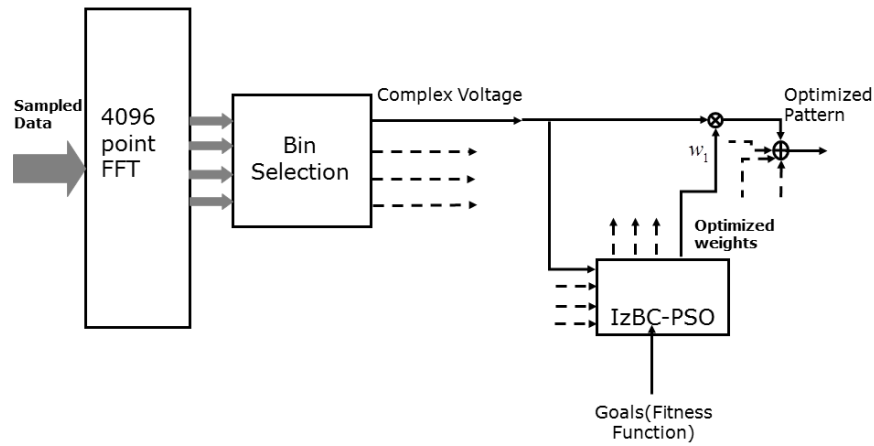 Sampled
Data
4096
point
FFT
Bin
Selection
Complex Voltage
w1
Optimized
Pattern
Optimized
weights
IzBC-PSO
Goals(Fitness
Function)